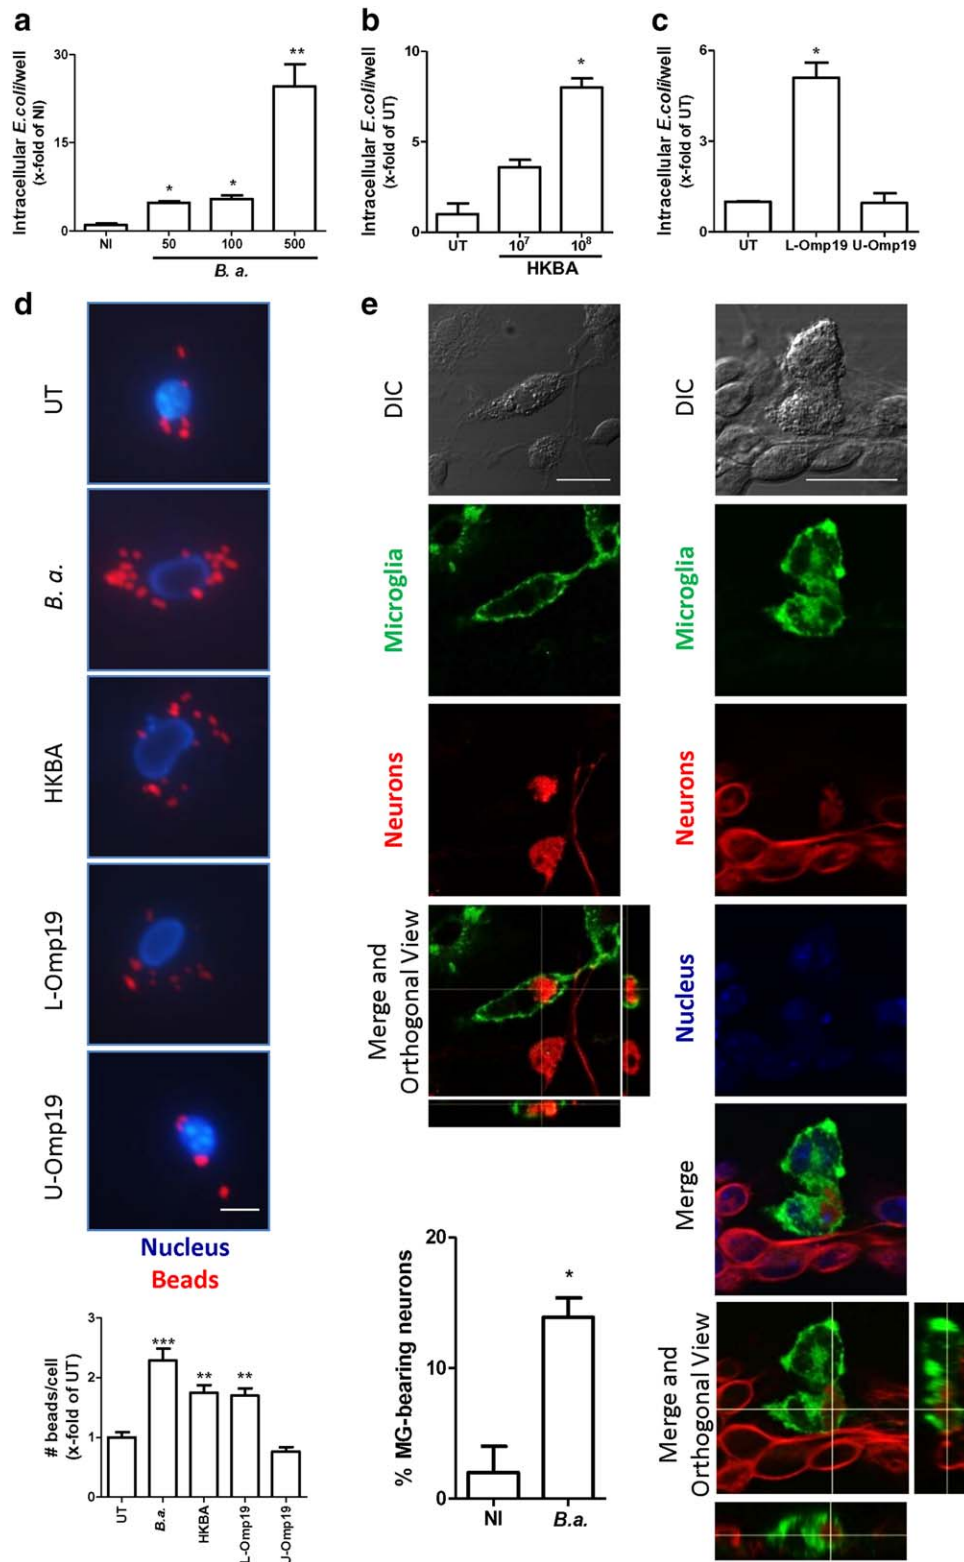 a
Intracellular E.coli/well
(x-fold of NI)
30
15
0
*
*
**
NI
50
100
500
B. a.
b
Intracellular E.coli/well
(x-fold of UT)
10
5
0
*
UT
10⁷
10⁸
HKBA
c
Intracellular E.coli/well
(x-fold of UT)
6
3
0
*
UT
L-Omp19
U-Omp19
d
UT
B. a.
HKBA
L-Omp19
U-Omp19
Nucleus
Beads
# beads/cell
(x-fold of UT)
3
2
1
0
***
**
**
UT
B.a.
HKBA
L-Omp19
U-Omp19
e
DIC
Microglia
Neurons
Merge and
Orthogonal View
% MG-bearing neurons
20
10
0
*
NI
B.a.
DIC
Microglia
Neurons
Nucleus
Merge
Merge and
Orthogonal View